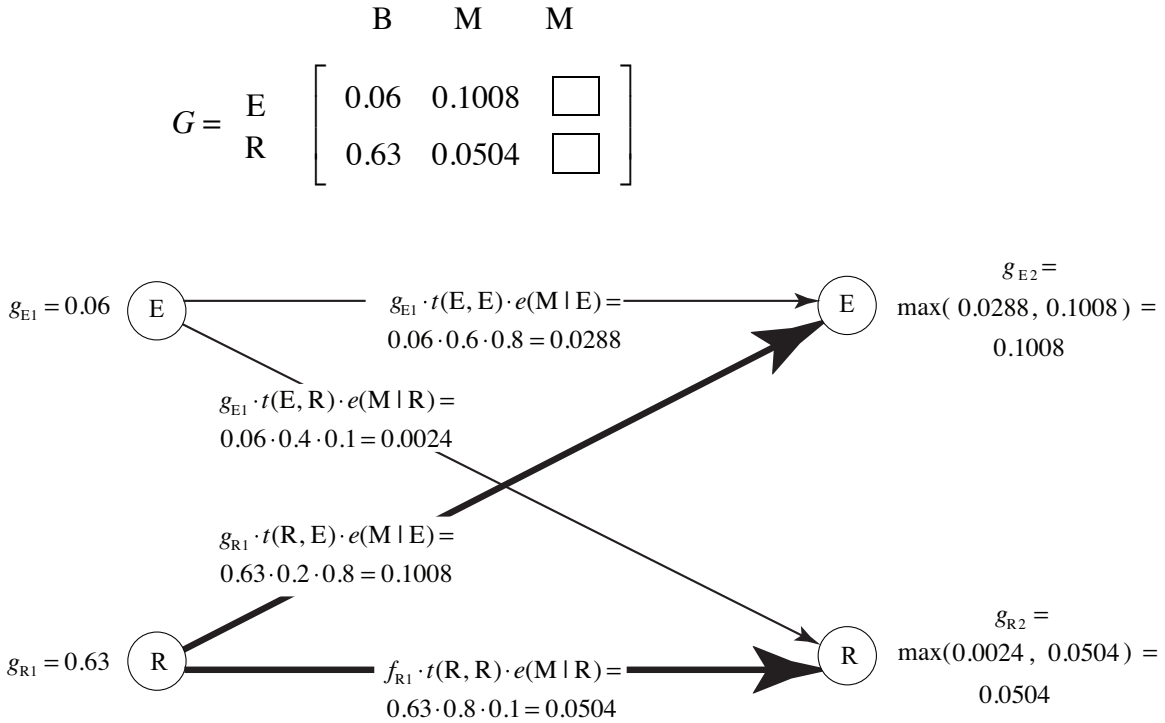 B M M
E 0.06 0.1008
G =
R 0.63 0.0504
g_E2 =
g_E1 = 0.06 E g_E1 · t(E, E) · e(M | E) = E max( 0.0288, 0.1008 ) =
0.06 · 0.6 · 0.8 = 0.0288 0.1008
g_E1 · t(E, R) · e(M | R) =
0.06 · 0.4 · 0.1 = 0.0024
g_R1 · t(R, E) · e(M | E) =
0.63 · 0.2 · 0.8 = 0.1008
g_R2 =
g_R1 = 0.63 R f_R1 · t(R, R) · e(M | R) = R max(0.0024 , 0.0504) =
0.63 · 0.8 · 0.1 = 0.0504 0.0504